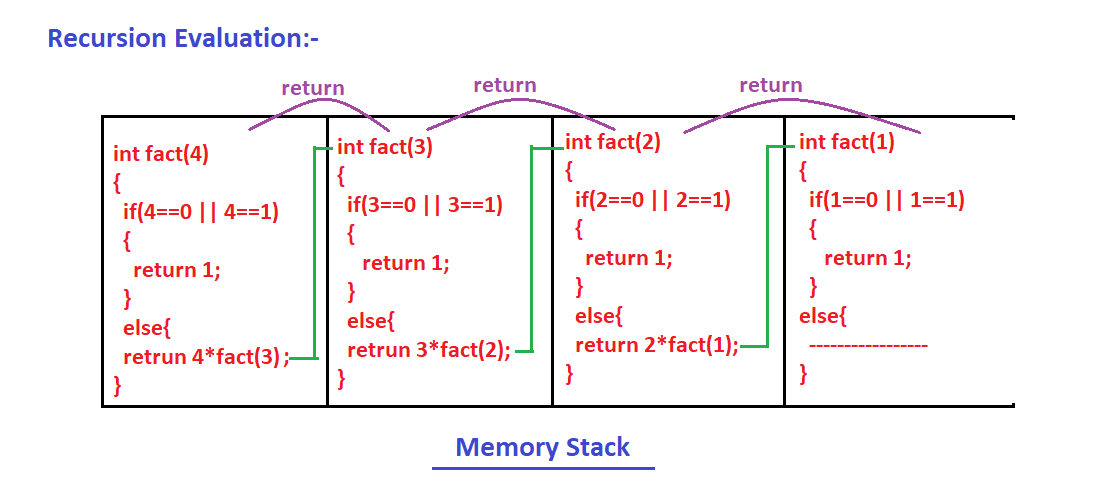 Recursion Evaluation:-
return
return
return
int fact(4)
{
if(4==0 || 4==1)
{
return 1;
}
else{
retrun 4*fact(3) ;
}
int fact(3)
{
if(3==0 || 3==1)
{
return 1;
}
else{
retrun 3*fact(2);
}
int fact(2)
{
if(2==0 || 2==1)
{
return 1;
}
else{
return 2*fact(1);
}
int fact(1)
{
if(1==0 || 1==1)
{
return 1;
}
else{
-----------------
}
Memory Stack